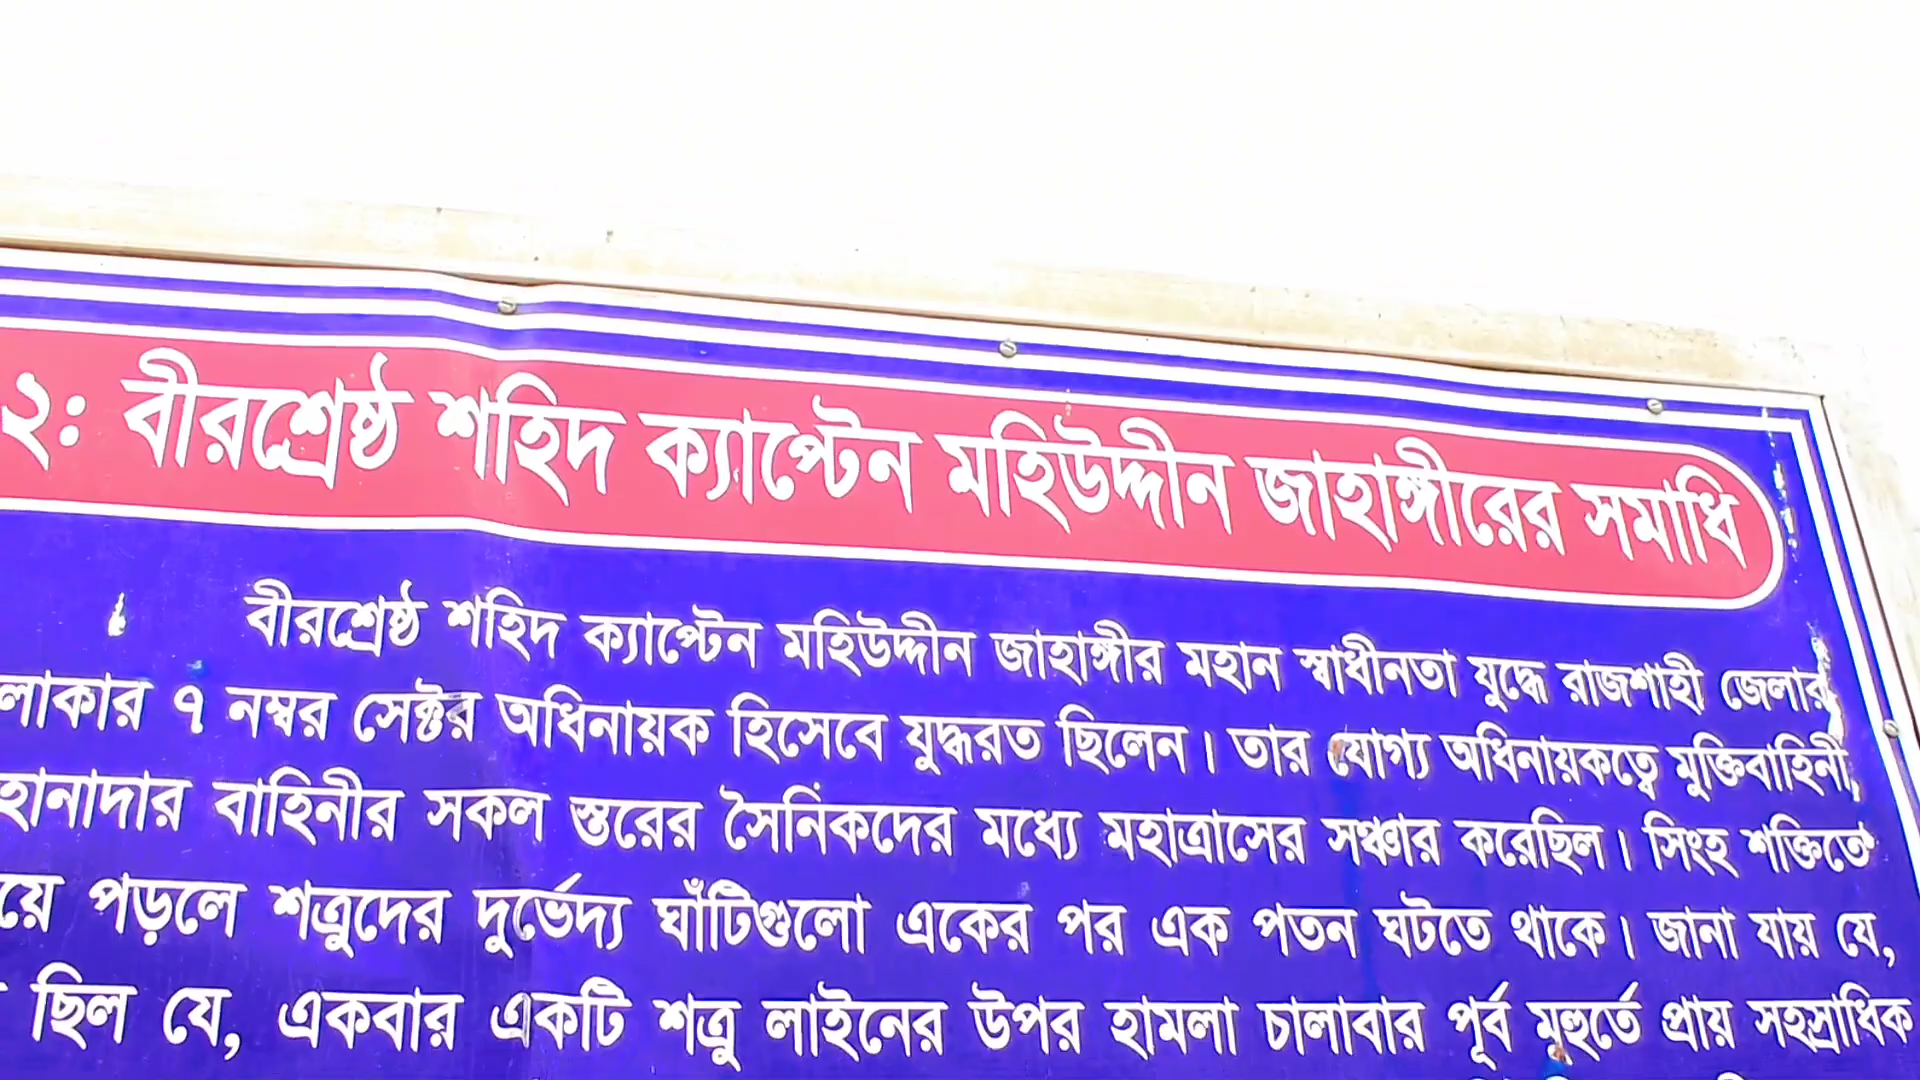 ২: বীরশ্রেষ্ঠ শহিদ ক্যাপ্টেন মহিউদ্দীন জাহাঙ্গীরের সমাধি
বীরশ্রেষ্ঠ শহিদ ক্যাপ্টেন মহিউদ্দীন জাহাঙ্গীর মহান স্বাধীনতা যুদ্ধে রাজশাহী জেলার
লাকার ৭ নম্বর সেক্টর অধিনায়ক হিসেবে যুদ্ধরত ছিলেন। তার যোগ্য অধিনায়কত্বে মুক্তিবাহিনী,
হানাদার বাহিনীর সকল স্তরের সৈনিকদের মধ্যে মহাত্রাসের সঞ্চার করেছিল। সিংহ শক্তিতে
য়ে পড়লে শত্রুদের দুর্ভেদ্য ঘাঁটিগুলো একের পর এক পতন ঘটতে থাকে। জানা যায় যে,
ছিল যে, একবার একটি শত্রু লাইনের উপর হামলা চালাবার পূর্ব মূহুর্তে প্রায় সহস্রাধিক